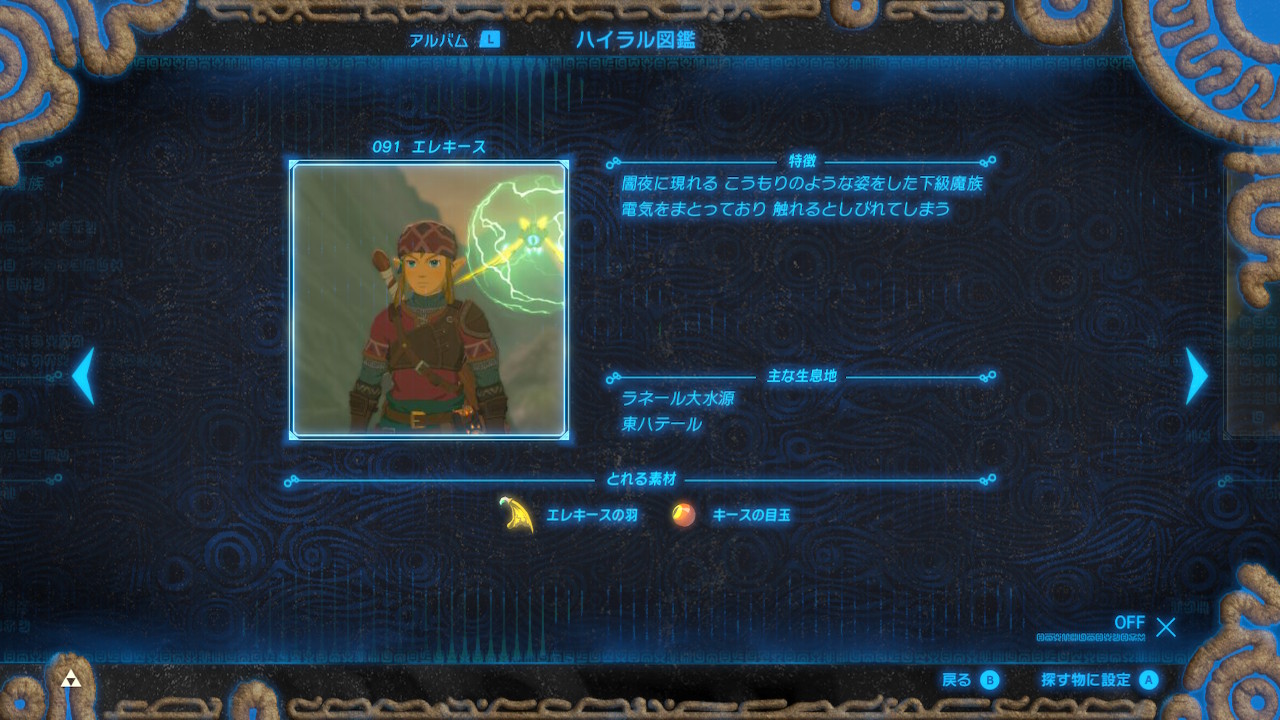 アルバム L
ハイラル図鑑
091 エレキース
特徴
闇夜に現れる こうもりのような姿をした下級魔族
電気をまとっており 触れるとしびれてしまう
主な生息地
ラネール大水源
東ハテール
とれる素材
エレキースの羽 キースの目玉
OFF
戻る B 探す物に設定 A